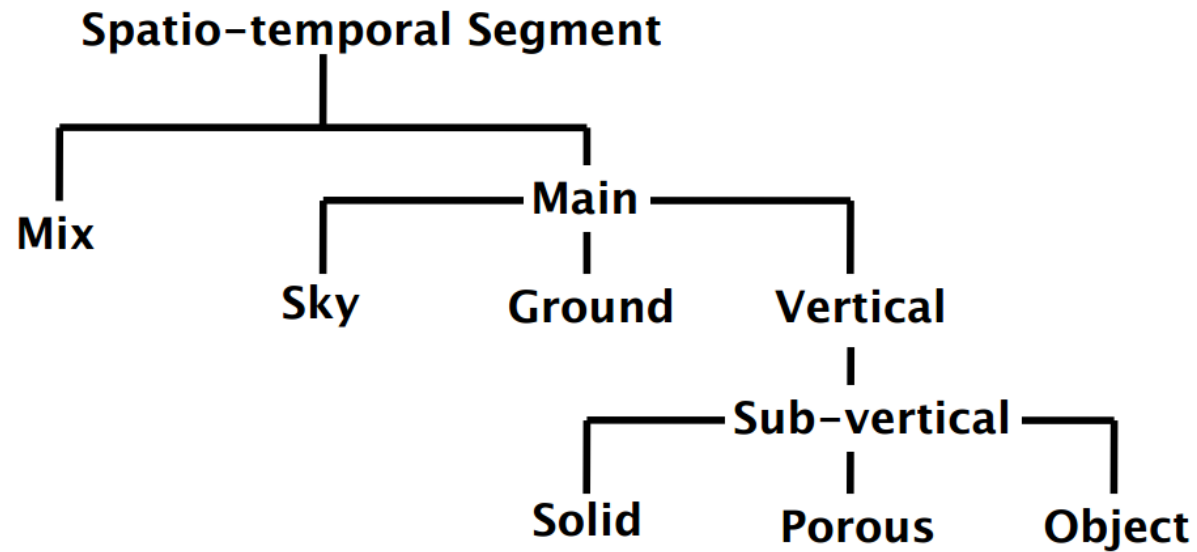 Spatio-temporal Segment
Main
Mix
Sky Ground Vertical
Sub-vertical
Solid Porous Object